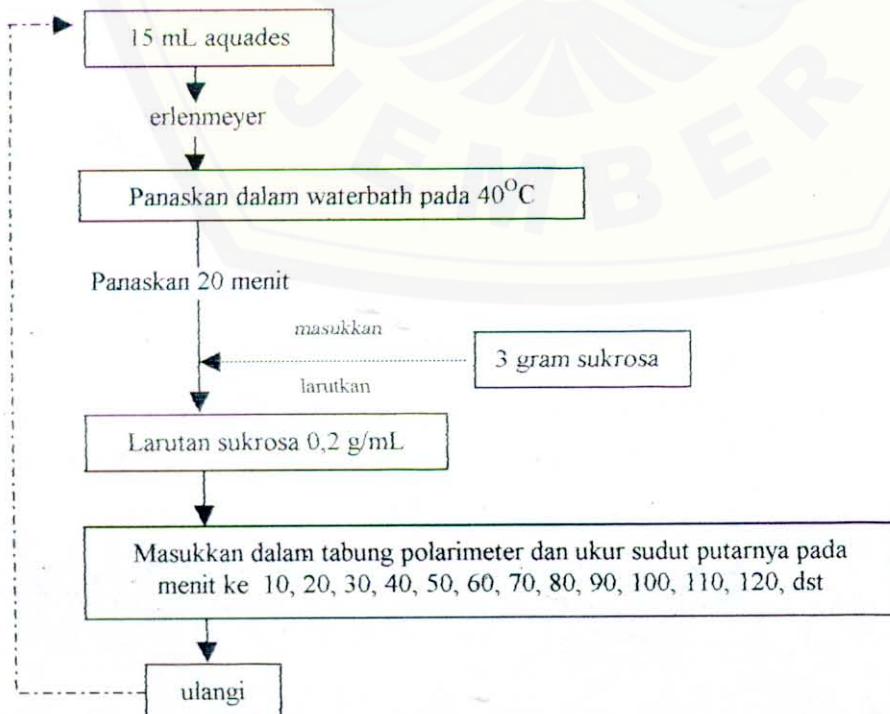 JEMBER
15 mL aquades
erlenmeyer
Panaskan dalam waterbath pada 40°C
Panaskan 20 menit
masukkan
3 gram sukrosa
larutkan
Larutan sukrosa 0,2 g/mL
Masukkan dalam tabung polarimeter dan ukur sudut putarnya pada
menit ke 10, 20, 30, 40, 50, 60, 70, 80, 90, 100, 110, 120, dst
ulangi